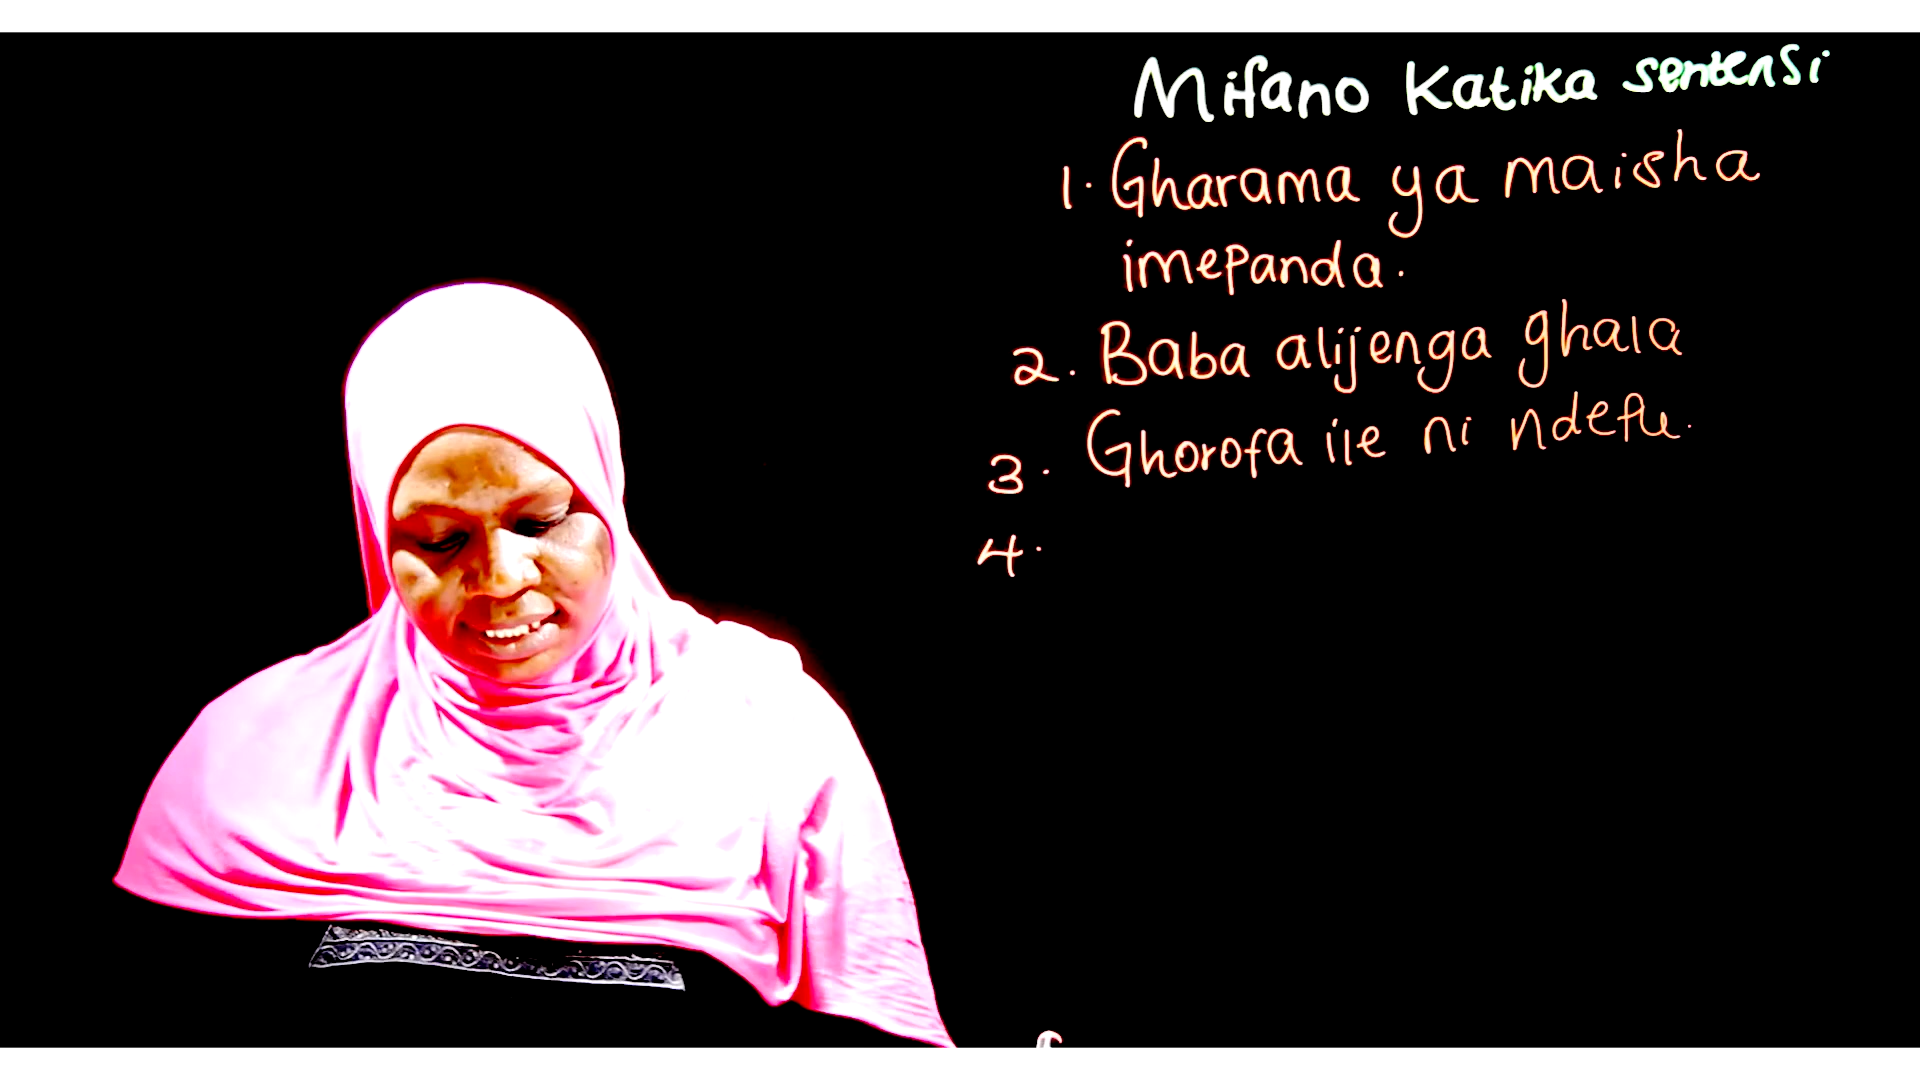 Mifano Katika sentensi
1. Gharama ya maisha
imepanda.
2. Baba alijenga ghala
3. Ghorofa ile ni ndefu.
4.